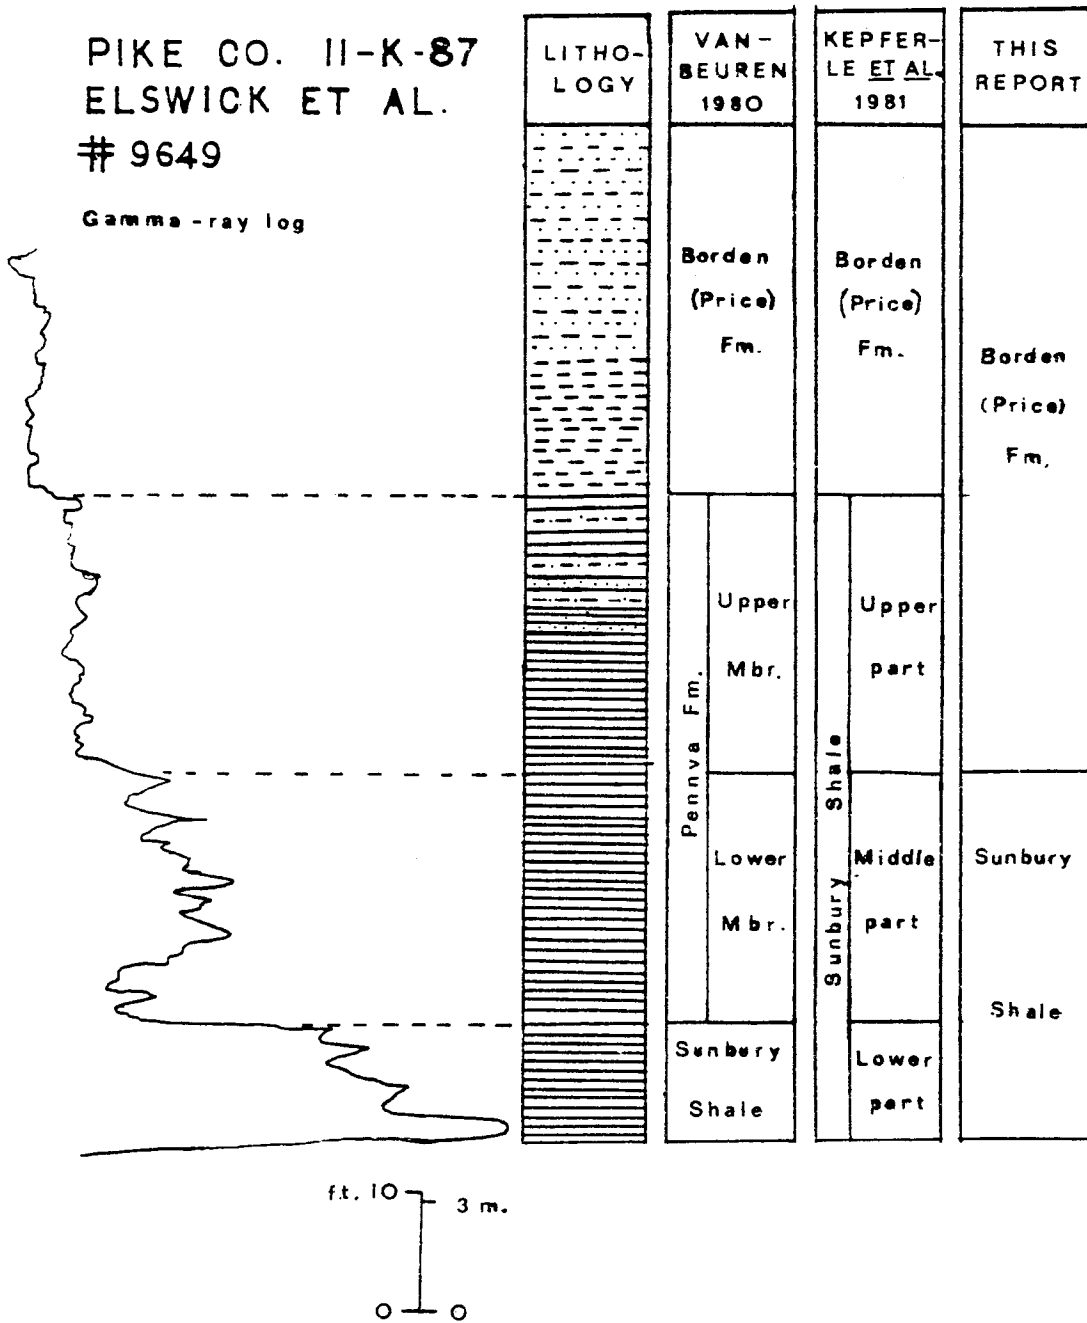 PIKE CO. 11-K-87
ELSWICK ET AL.
# 9649
Gamma-ray log
LITHO-
LOGY
VAN-
BEUREN
1980
KEPFER-
LE ET AL.
1981
THIS
REPORT
Borden
(Price)
Fm.
Borden
(Price)
Fm.
Borden
(Price)
Fm.
Pennva Fm.
Upper
Mbr.
Lower
Mbr.
Sunbury
Shale
Sunbury Shale
Upper
part
Middle
part
Lower
part
Sunbury
Shale
ft. 10
3 m.
0 0